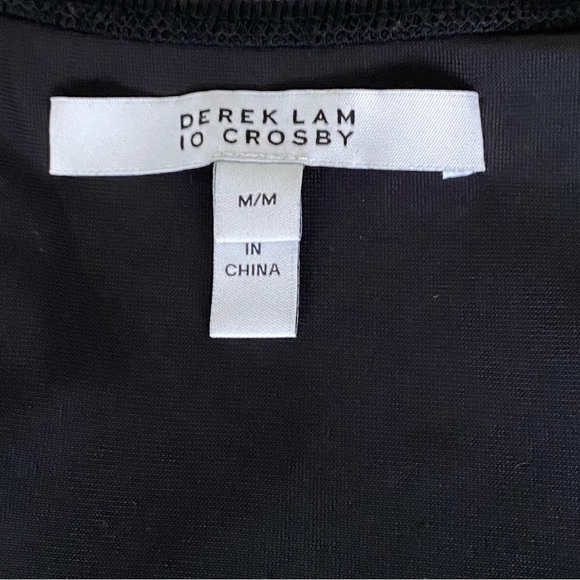 DEREK LAM
10 CROSBY
M/M
IN
CHINA